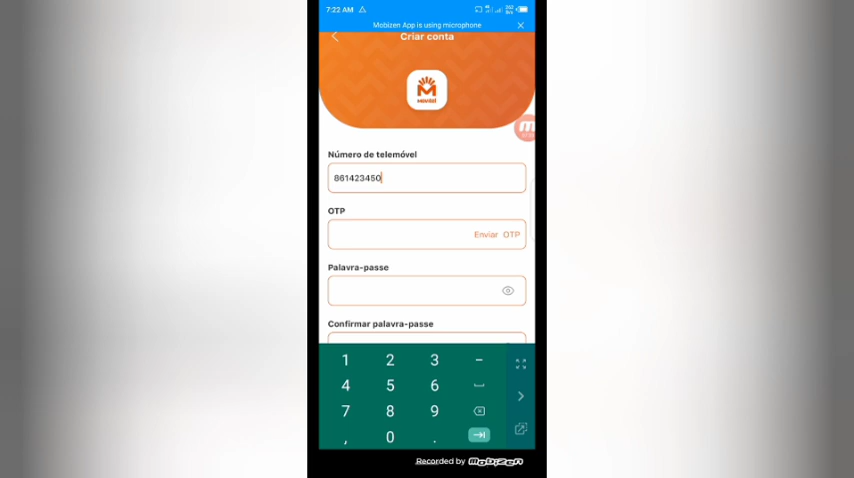 7:22 AM
Mobizen App is using microphone
Criar conta
Movitel
Número de telemóvel
861423450
OTP
Enviar OTP
Palavra-passe
Confirmar palavra-passe
1 2 3 -
4 5 6
7 8 9
, 0 .
Recorded by mobizen